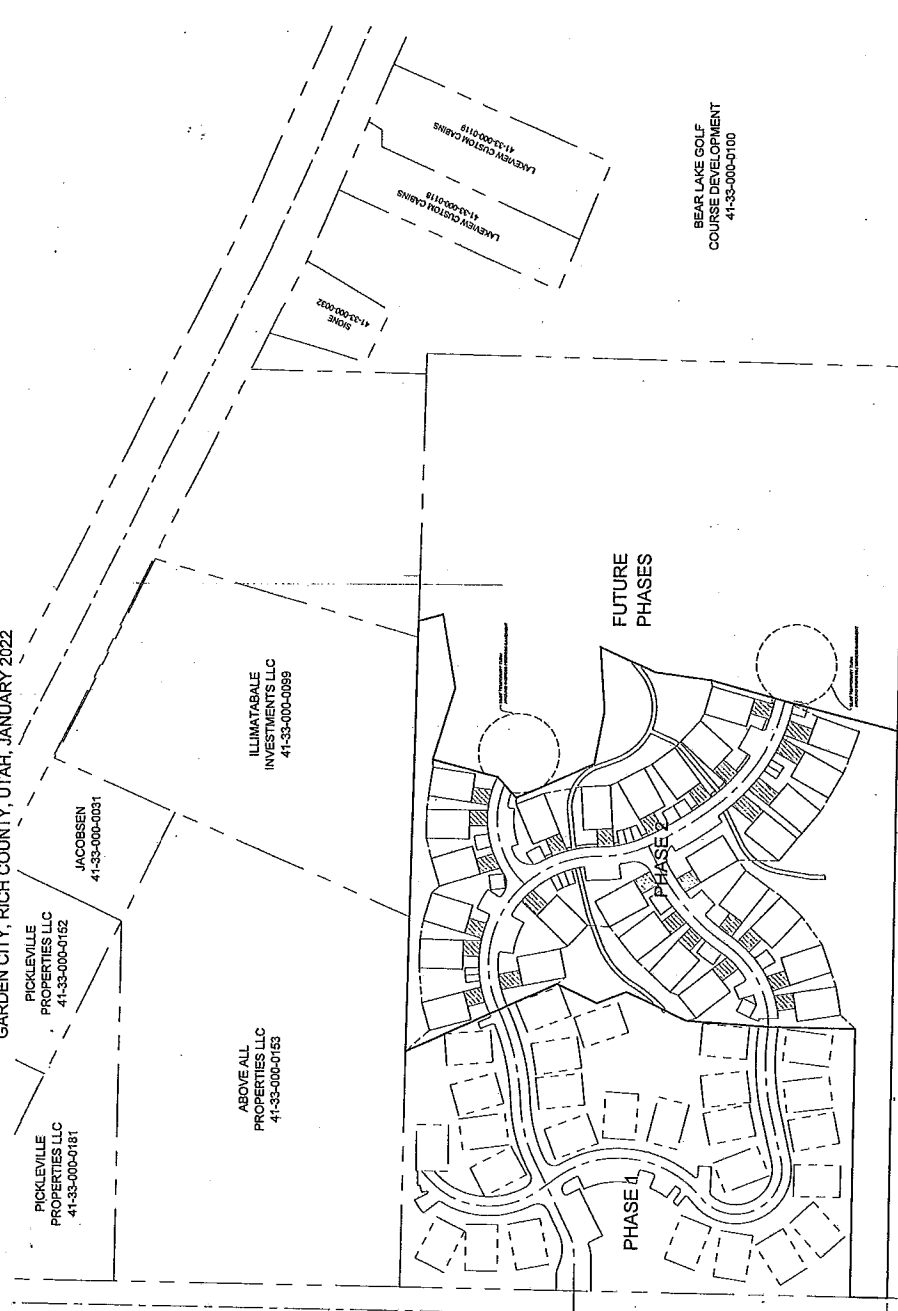 GARDEN CITY, RICH COUNTY, UTAH, JANUARY 2022
PICKLEVILLE
PROPERTIES LLC
41-33-000-0181
PICKLEVILLE
PROPERTIES LLC
41-33-000-0152
JACOBSEN
41-33-000-0031
ABOVE ALL
PROPERTIES LLC
41-33-000-0153
ILLIMATABALE
INVESTMENTS LLC
41-33-000-0099
SIONE
41-33-000-0032
LAKEVIEW CUSTOM CABINS
41-33-000-0118
LAKEVIEW CUSTOM CABINS
41-33-000-0119
BEAR LAKE GOLF
COURSE DEVELOPMENT
41-33-000-0100
FUTURE
PHASES
PHASE 2
PHASE 1